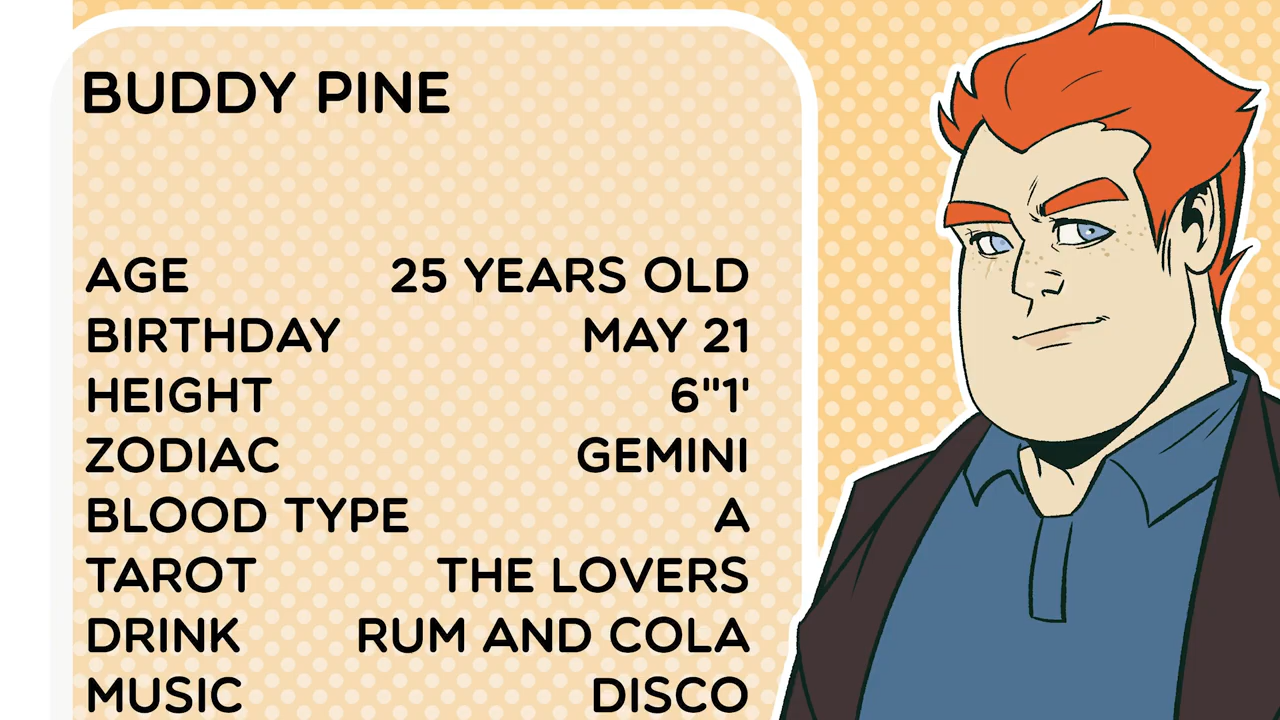 BUDDY PINE
AGE 25 YEARS OLD
BIRTHDAY MAY 21
HEIGHT 6"1'
ZODIAC GEMINI
BLOOD TYPE A
TAROT THE LOVERS
DRINK RUM AND COLA
MUSIC DISCO